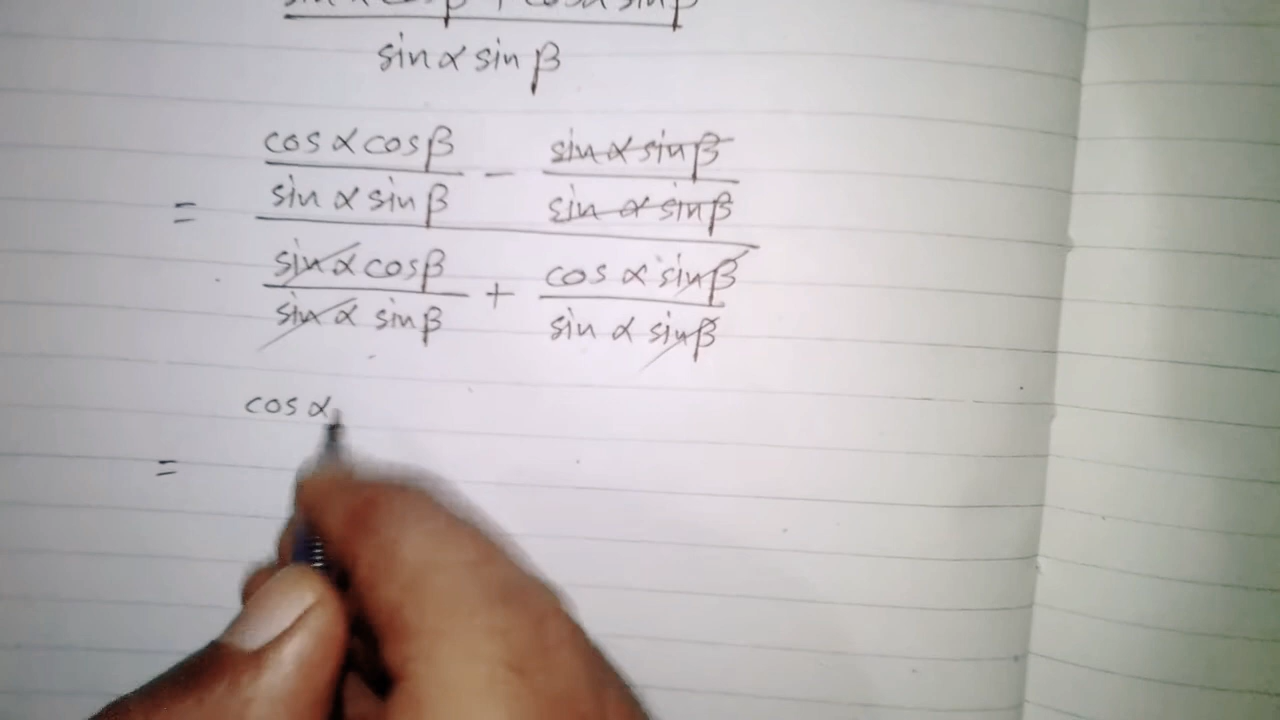 sin α sin β
cos α cos β / sin α sin β - sin α sin β / sin α sin β
=
sin α cos β / sin α sin β + cos α sin β / sin α sin β
cos α
=